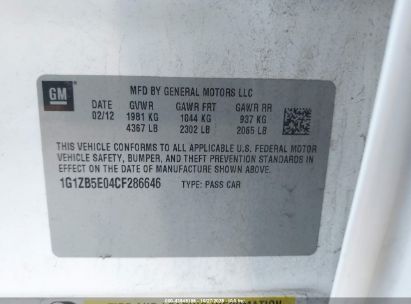 GM
MFD BY GENERAL MOTORS LLC
DATE GVWR GAWR FRT GAWR RR
02/12 1981 KG 1044 KG 937 KG
4367 LB 2302 LB 2065 LB
THIS VEHICLE CONFORMS TO ALL APPLICABLE U.S. FEDERAL MOTOR
VEHICLE SAFETY, BUMPER, AND THEFT PREVENTION STANDARDS IN
EFFECT ON THE DATE OF MANUFACTURE SHOWN ABOVE.
1G1ZB5E04CF286646 TYPE: PASS CAR